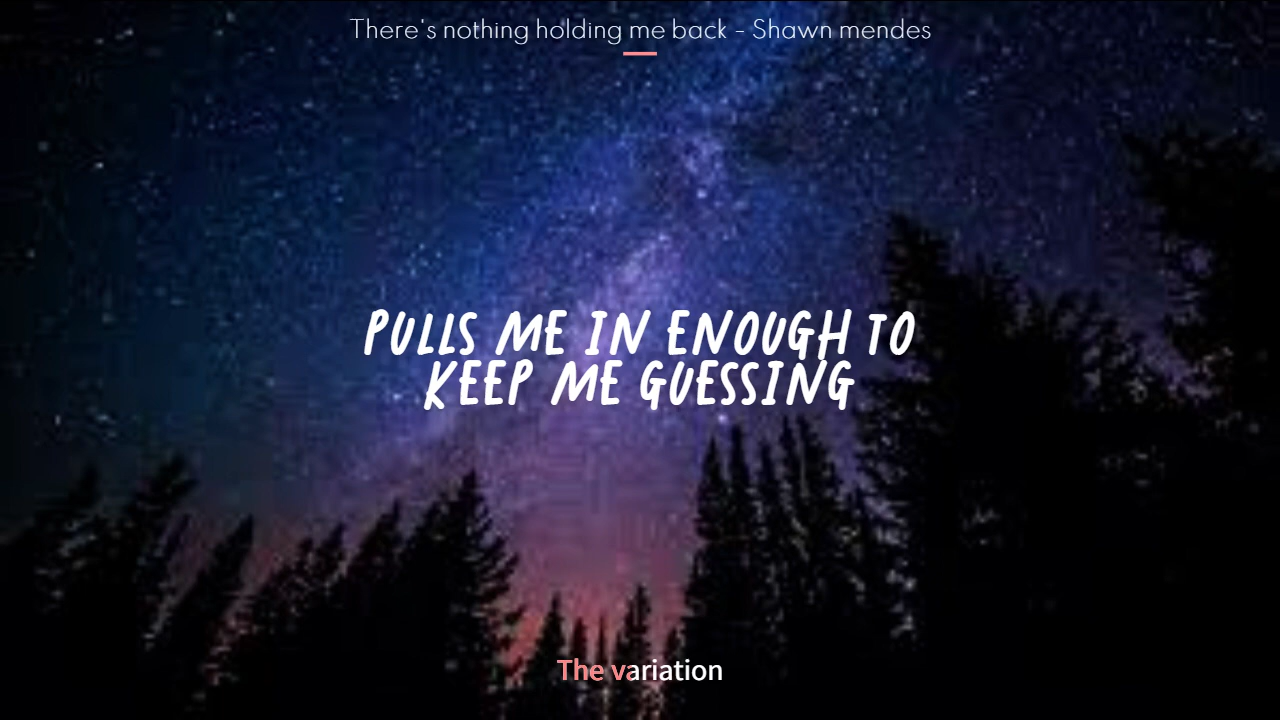 There's nothing holding me back - Shawn mendes
PULLS ME IN ENOUGH TO
KEEP ME GUESSING
The variation